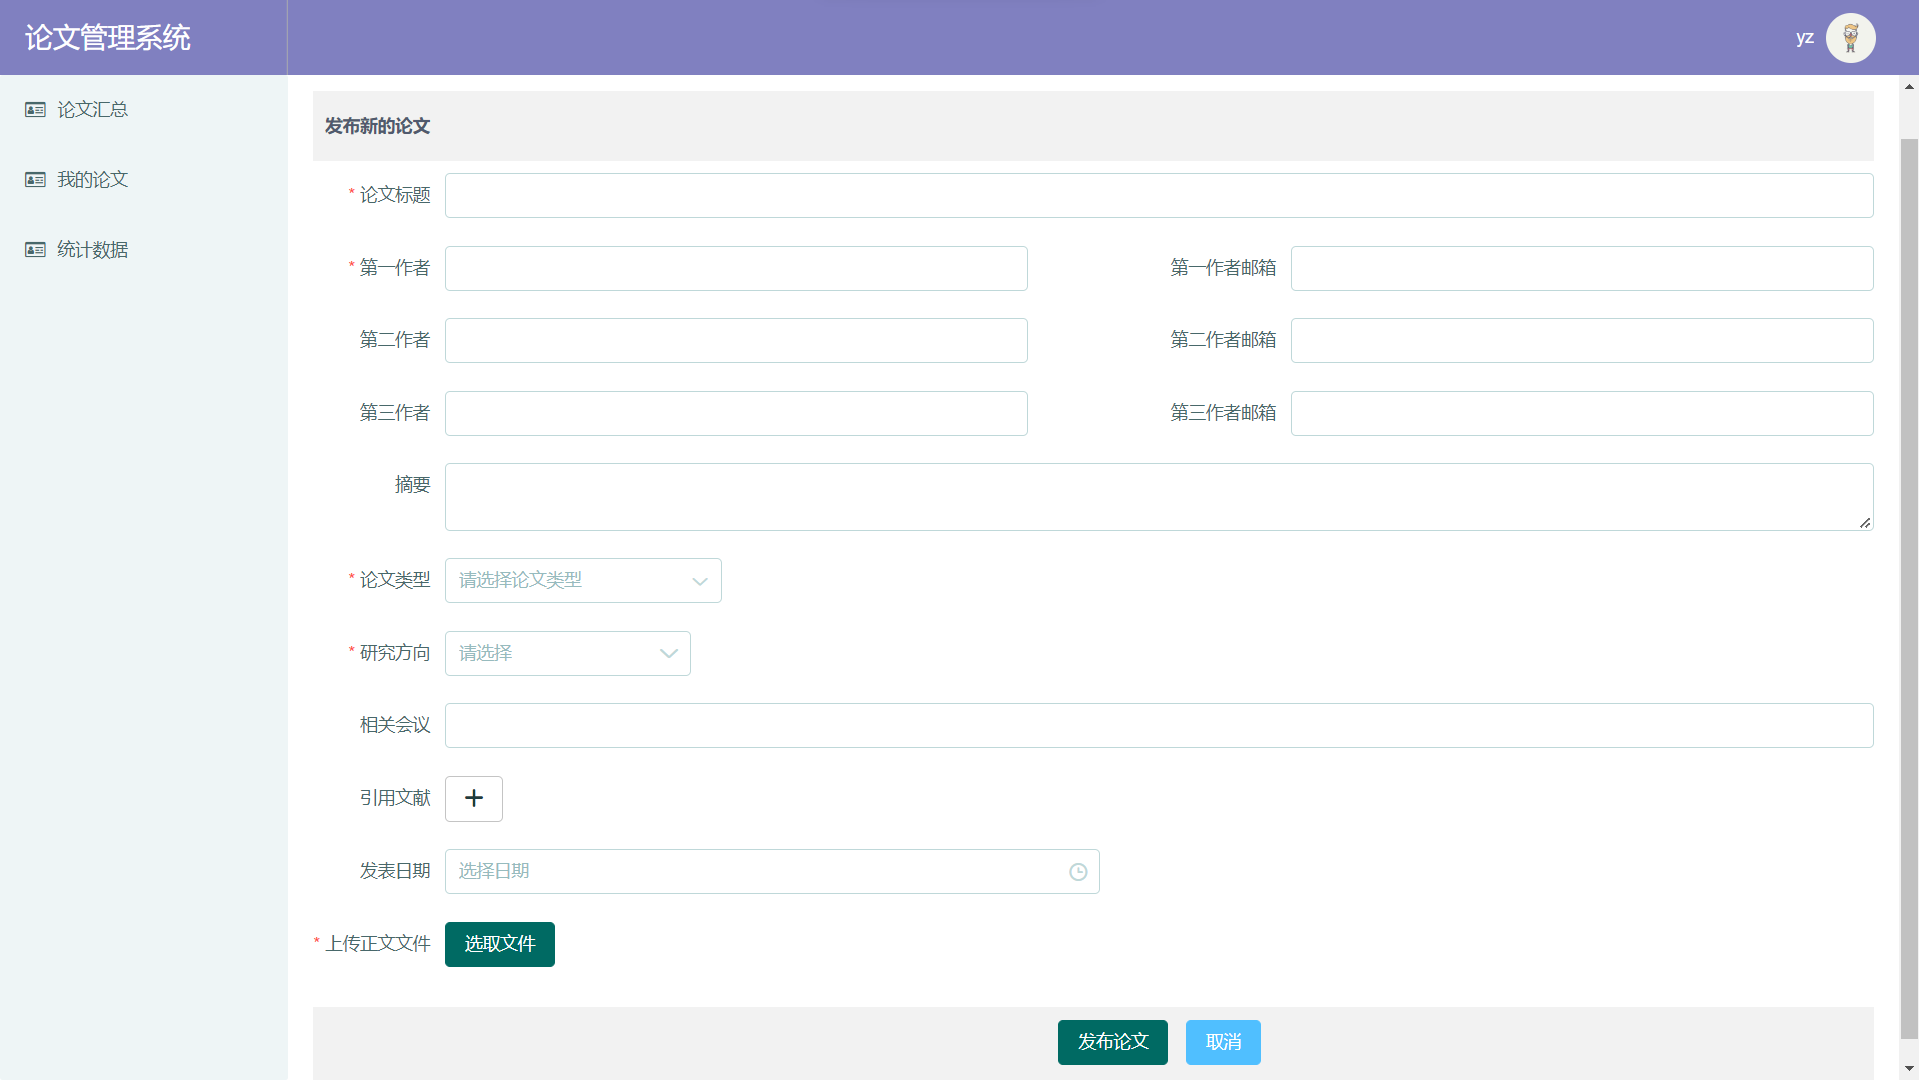 论文管理系统
yz
论文汇总
我的论文
统计数据
发布新的论文
* 论文标题
* 第一作者
第一作者邮箱
第二作者
第二作者邮箱
第三作者
第三作者邮箱
摘要
* 论文类型
请选择论文类型
* 研究方向
请选择
相关会议
引用文献
发表日期
选择日期
* 上传正文文件
选取文件
发布论文
取消